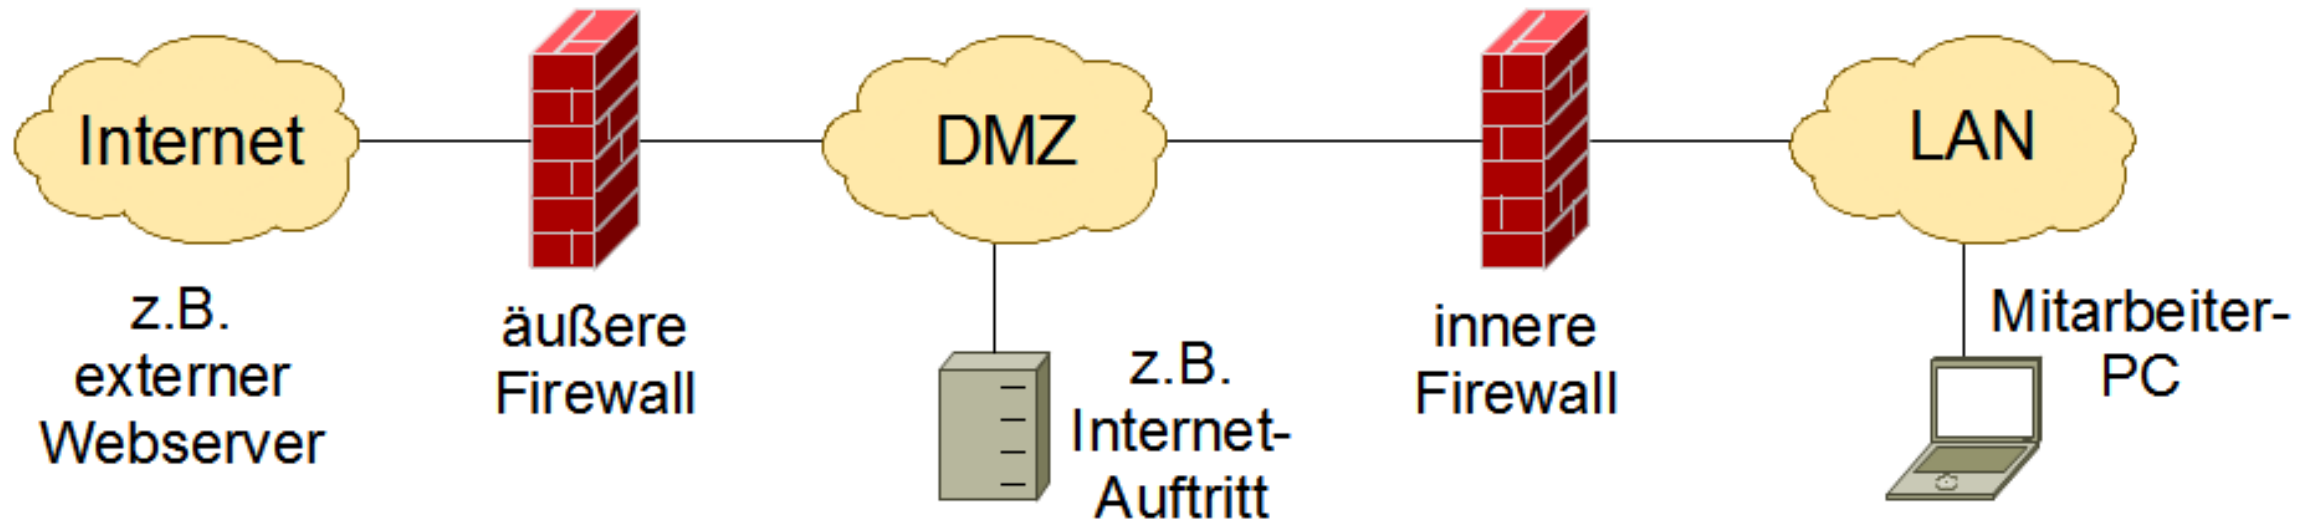 Internet
DMZ
LAN
z.B.
externer
Webserver
äußere
Firewall
z.B.
Internet-
Auftritt
innere
Firewall
Mitarbeiter-
PC